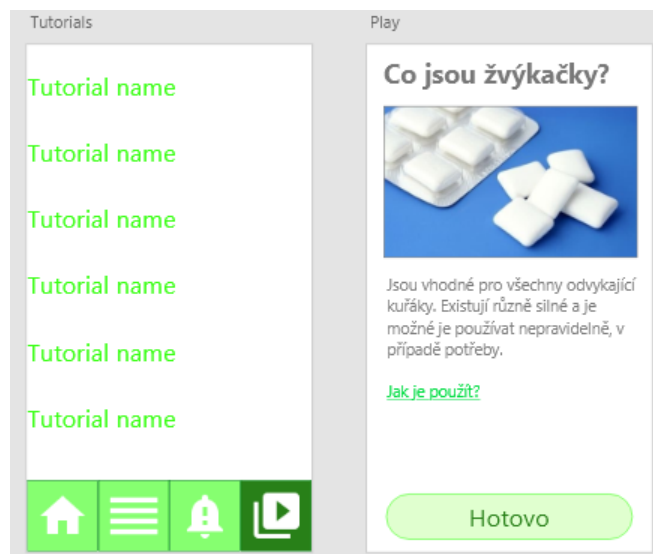 Tutorials
Tutorial name
Tutorial name
Tutorial name
Tutorial name
Tutorial name
Tutorial name
Play
Co jsou žvýkačky?
Jsou vhodné pro všechny odvykající
kuřáky. Existují různě silné a je
možné je používat nepravidelně, v
případě potřeby.
Jak je použít?
Hotovo